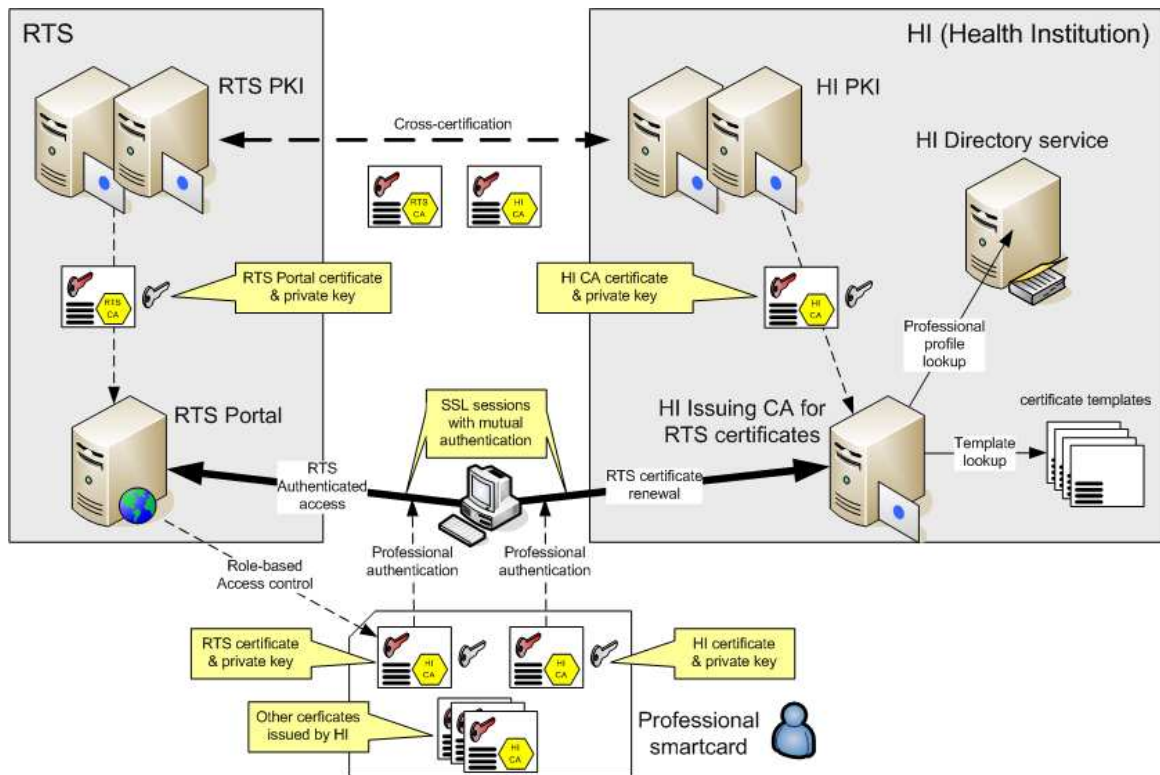 RTS
HI (Health Institution)
RTS PKI
HI PKI
Cross-certification
HI Directory service
RTS
CA
HI
CA
RTS Portal certificate
& private key
HI CA certificate
& private key
RTS
CA
HI
CA
Professional
profile
lookup
RTS Portal
SSL sessions
with mutual
authentication
HI Issuing CA for
RTS certificates
certificate templates
Template
lookup
RTS
Authenticated
access
RTS certificate
renewal
Role-based
Access control
Professional
authentication
Professional
authentication
RTS certificate
& private key
HI
CA
HI
CA
HI certificate
& private key
Other cerficates
issued by HI
HI
CA
Professional
smartcard